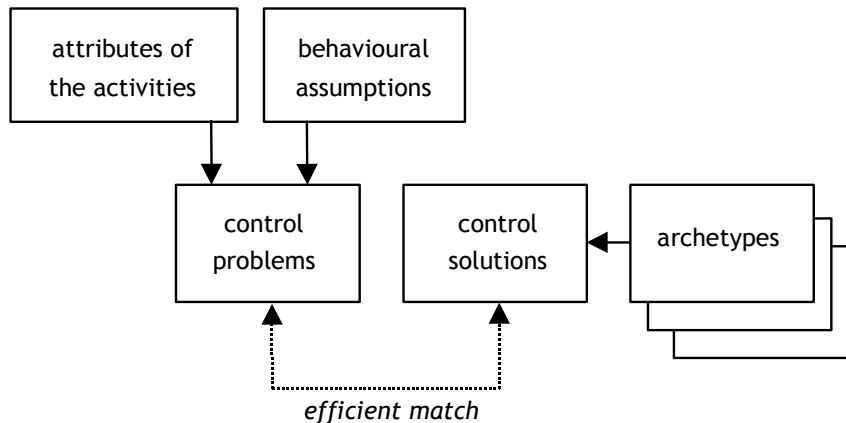 attributes of
the activities
behavioural
assumptions
control
problems
control
solutions
archetypes
efficient match